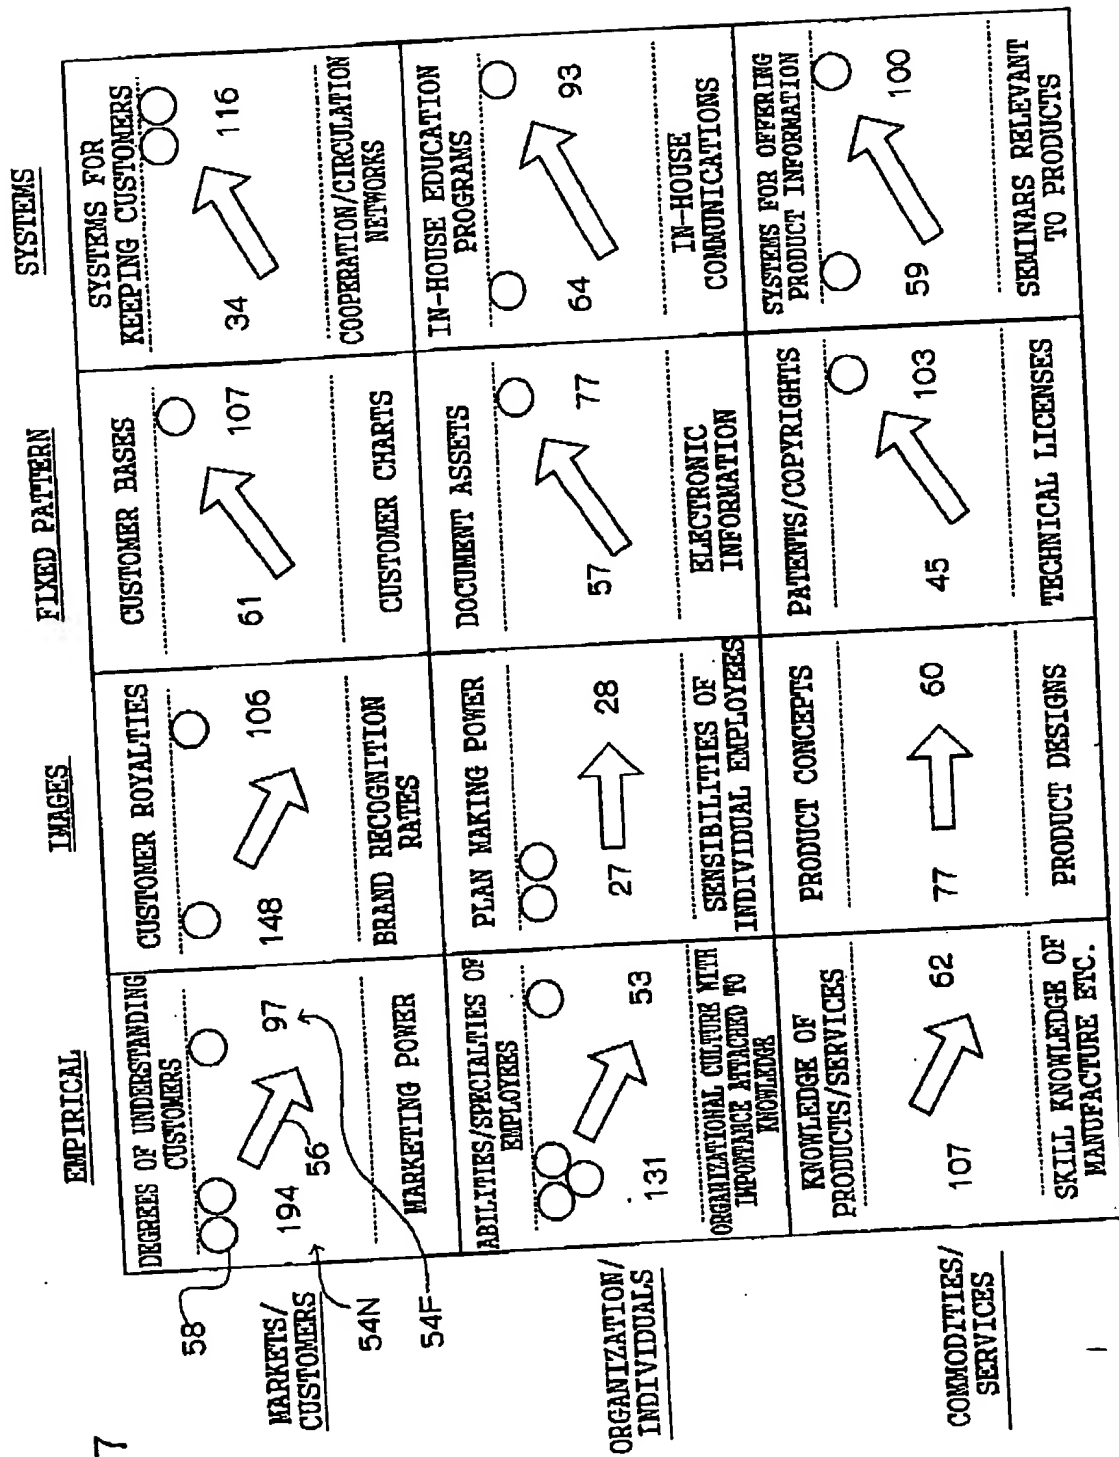 7
EMPIRICAL
IMAGES
FIXED PATTERN
SYSTEMS
MARKETS/
CUSTOMERS
DEGREES OF UNDERSTANDING
CUSTOMERS
194
97
MARKETING POWER
58
56
54N
54F
CUSTOMER ROYALTIES
148
106
BRAND RECOGNITION
RATES
CUSTOMER BASES
61
107
CUSTOMER CHARTS
SYSTEMS FOR
KEEPING CUSTOMERS
34
116
COOPERATION/CIRCULATION
NETWORKS
ORGANIZATION/
INDIVIDUALS
ABILITIES/SPECIALTIES OF
EMPLOYEES
131
53
ORGANIZATIONAL CULTURE WITH
IMPORTANCE ATTACHED TO
KNOWLEDGE
PLAN MAKING POWER
27
28
SENSIBILITIES OF
INDIVIDUAL EMPLOYEES
DOCUMENT ASSETS
57
77
ELECTRONIC
INFORMATION
IN-HOUSE EDUCATION
PROGRAMS
64
93
IN-HOUSE
COMMUNICATIONS
COMMODITIES/
SERVICES
KNOWLEDGE OF
PRODUCTS/SERVICES
107
62
SKILL KNOWLEDGE OF
MANUFACTURE ETC.
PRODUCT CONCEPTS
77
60
PRODUCT DESIGNS
PATENTS/COPYRIGHTS
45
103
TECHNICAL LICENSES
SYSTEMS FOR OFFERING
PRODUCT INFORMATION
59
100
SEMINARS RELEVANT
TO PRODUCTS